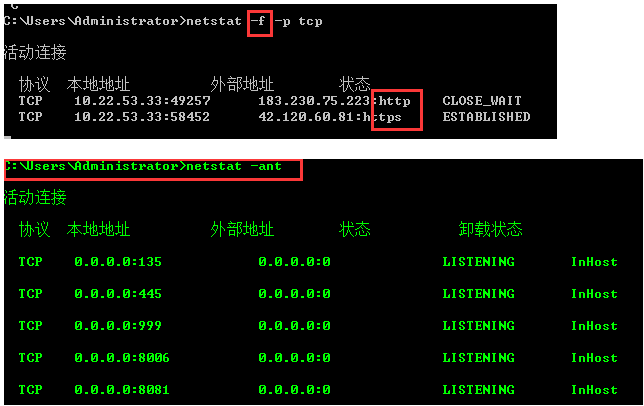 C:\Users\Administrator>netstat -f -p tcp
活动连接
协议 本地地址 外部地址 状态
TCP 10.22.53.33:49257 183.230.75.223:http CLOSE_WAIT
TCP 10.22.53.33:58452 42.120.60.81:https ESTABLISHED
C:\Users\Administrator>netstat -ant
活动连接
协议 本地地址 外部地址 状态 卸载状态
TCP 0.0.0.0:135 0.0.0.0:0 LISTENING InHost
TCP 0.0.0.0:445 0.0.0.0:0 LISTENING InHost
TCP 0.0.0.0:999 0.0.0.0:0 LISTENING InHost
TCP 0.0.0.0:8006 0.0.0.0:0 LISTENING InHost
TCP 0.0.0.0:8081 0.0.0.0:0 LISTENING InHost